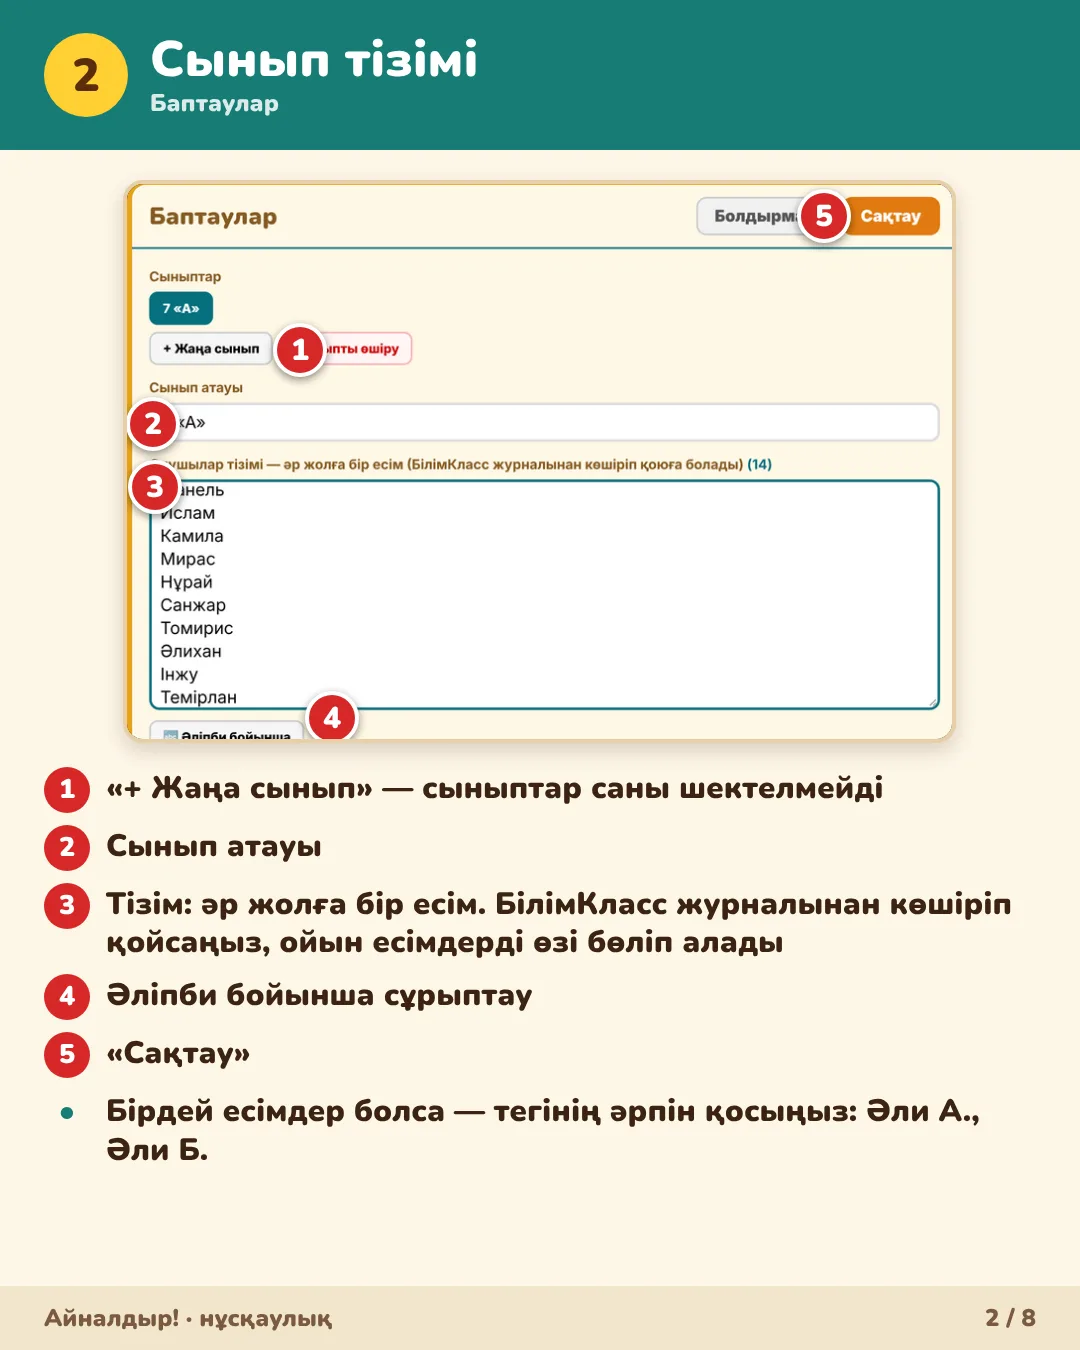 2
Сынып тізімі
Баптаулар
Баптаулар
5
Сақтау
Сыныптар
7 «А»
+ Жаңа сынып
1
өшіру
Сынып атауы
2
«А»
тізімі — әр жолға бір есім (БілімКласс журналынан көшіріп қоюға болады) (14)
3
Ислам
Камила
Мирас
Нұрай
Санжар
Томирис
Әлихан
Інжу
Темірлан
4
Әліпби бойынша
1 «+ Жаңа сынып» — сыныптар саны шектелмейді
2 Сынып атауы
3 Тізім: әр жолға бір есім. БілімКласс журналынан көшіріп
қойсаңыз, ойын есімдерді өзі бөліп алады
4 Әліпби бойынша сұрыптау
5 «Сақтау»
• Бірдей есімдер болса — тегінің әрпін қосыңыз: Әли А.,
Әли Б.
Айналдыр! · нұсқаулық
2 / 8